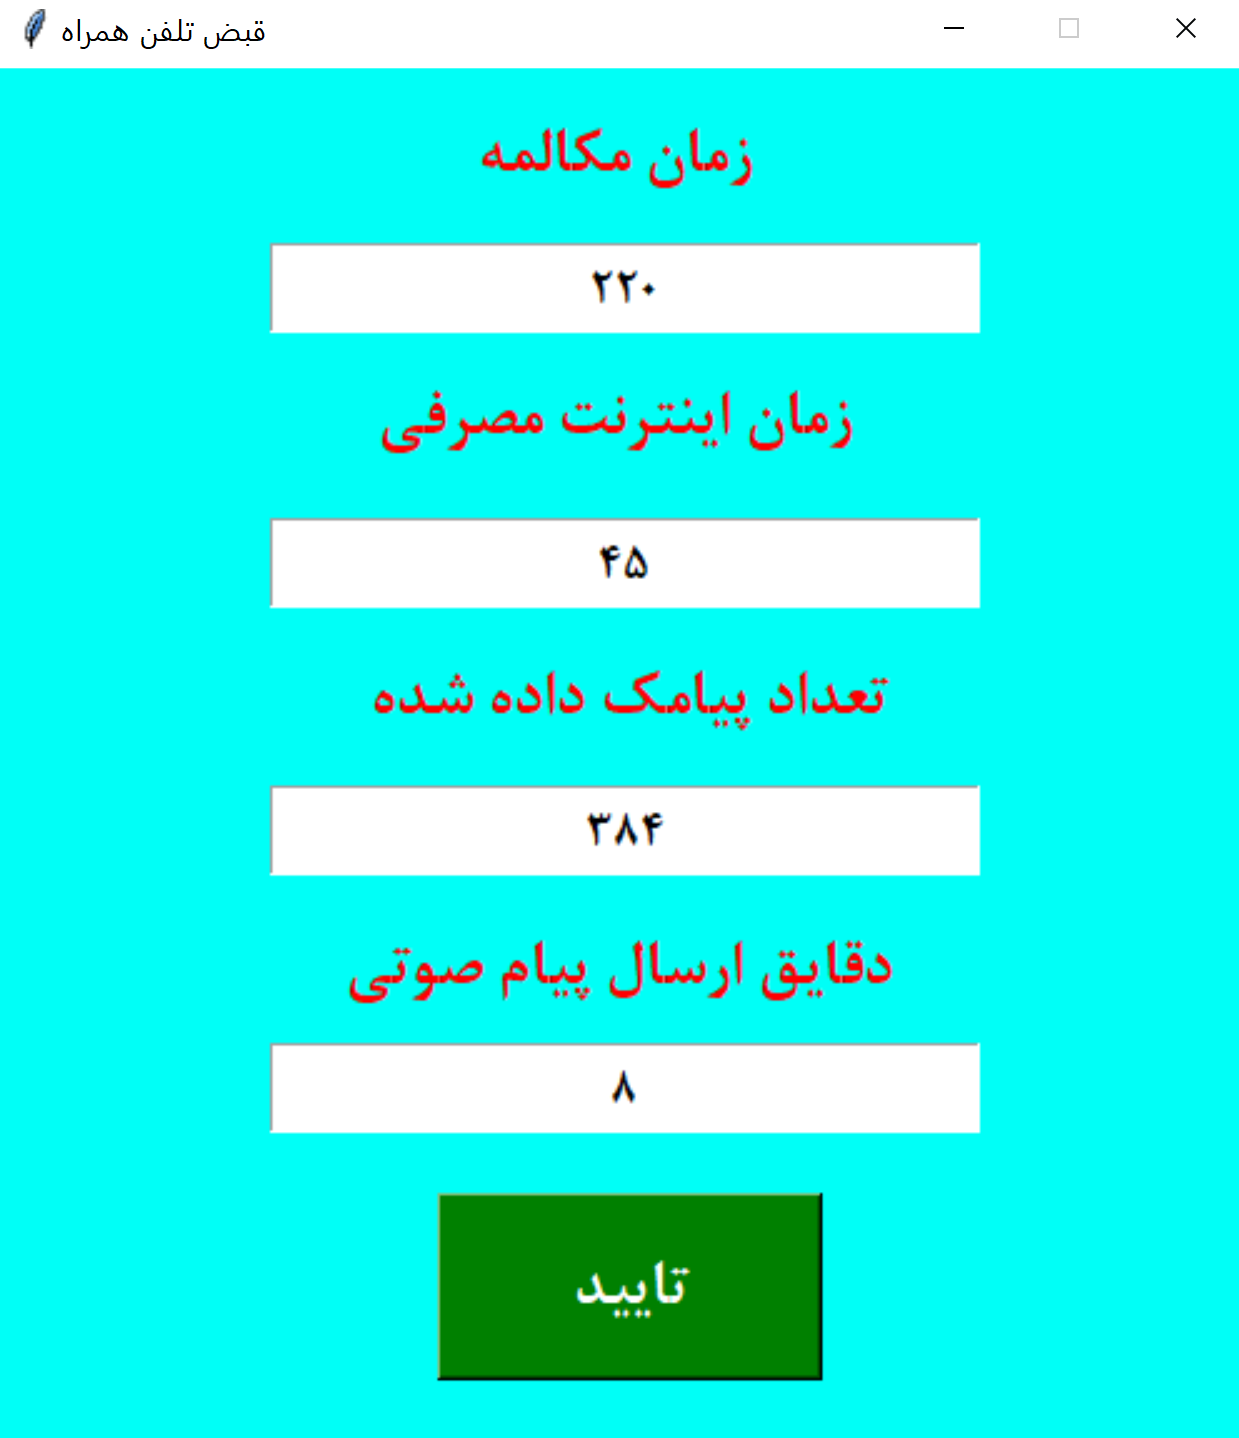 قبض تلفن همراه
زمان مکالمه
۲۲۰
زمان اینترنت مصرفی
۴۵
تعداد پیامک داده شده
۳۸۴
دقایق ارسال پیام صوتی
۸
تایید